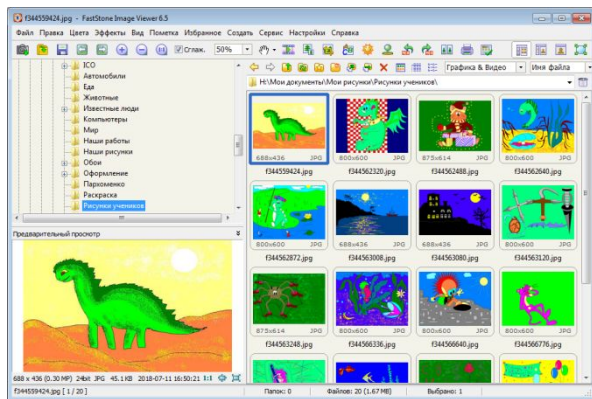 f344559424.jpg - FastStone Image Viewer 6.5
Файл Правка Цвета Эффекты Вид Пометка Избранное Создать Сервис Настройки Справка
Сглаж. 50%
ICO
Автомобили
Еда
Животные
Известные люди
Компьютеры
Мир
Наши работы
Наши рисунки
Обои
Оформление
Пархоменко
Раскраска
Рисунки учеников
Предварительный просмотр
688 x 436 (0.30 MP) 24bit JPG 45.1 KB 2018-07-11 16:50:21 1:1
f344559424.jpg [ 1 / 20 ]
Графика & Видео Имя файла
H:\Мои документы\Мои рисунки\Рисунки учеников\
688x436 JPG 800x600 JPG 875x614 JPG 800x600 JPG
f344559424.jpg f344562320.jpg f344562488.jpg f344562640.jpg
800x600 JPG 688x436 JPG 688x436 JPG 800x600 JPG
f344562872.jpg f344563008.jpg f344563080.jpg f344563120.jpg
875x614 JPG 800x600 JPG 800x600 JPG 800x600 JPG
f344563248.jpg f344566336.jpg f344566640.jpg f344566776.jpg
Папок: 0 Файлов: 20 (1.67 MB) Выбрано: 1